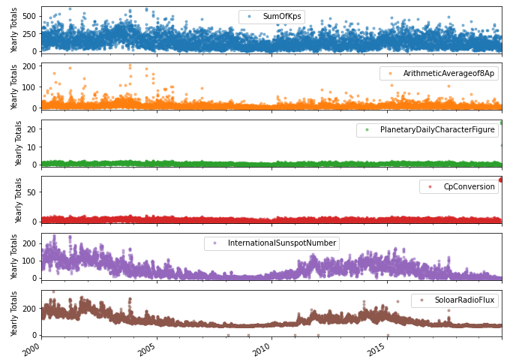 Yearly Totals
500
250
0
SumOfKps
Yearly Totals
200
100
0
ArithmeticAverageof8Ap
Yearly Totals
20
10
0
PlanetaryDailyCharacterFigure
Yearly Totals
50
0
CpConversion
Yearly Totals
200
100
0
InternationalSunspotNumber
Yearly Totals
200
0
SoloarRadioFlux
2000
2005
2010
2015